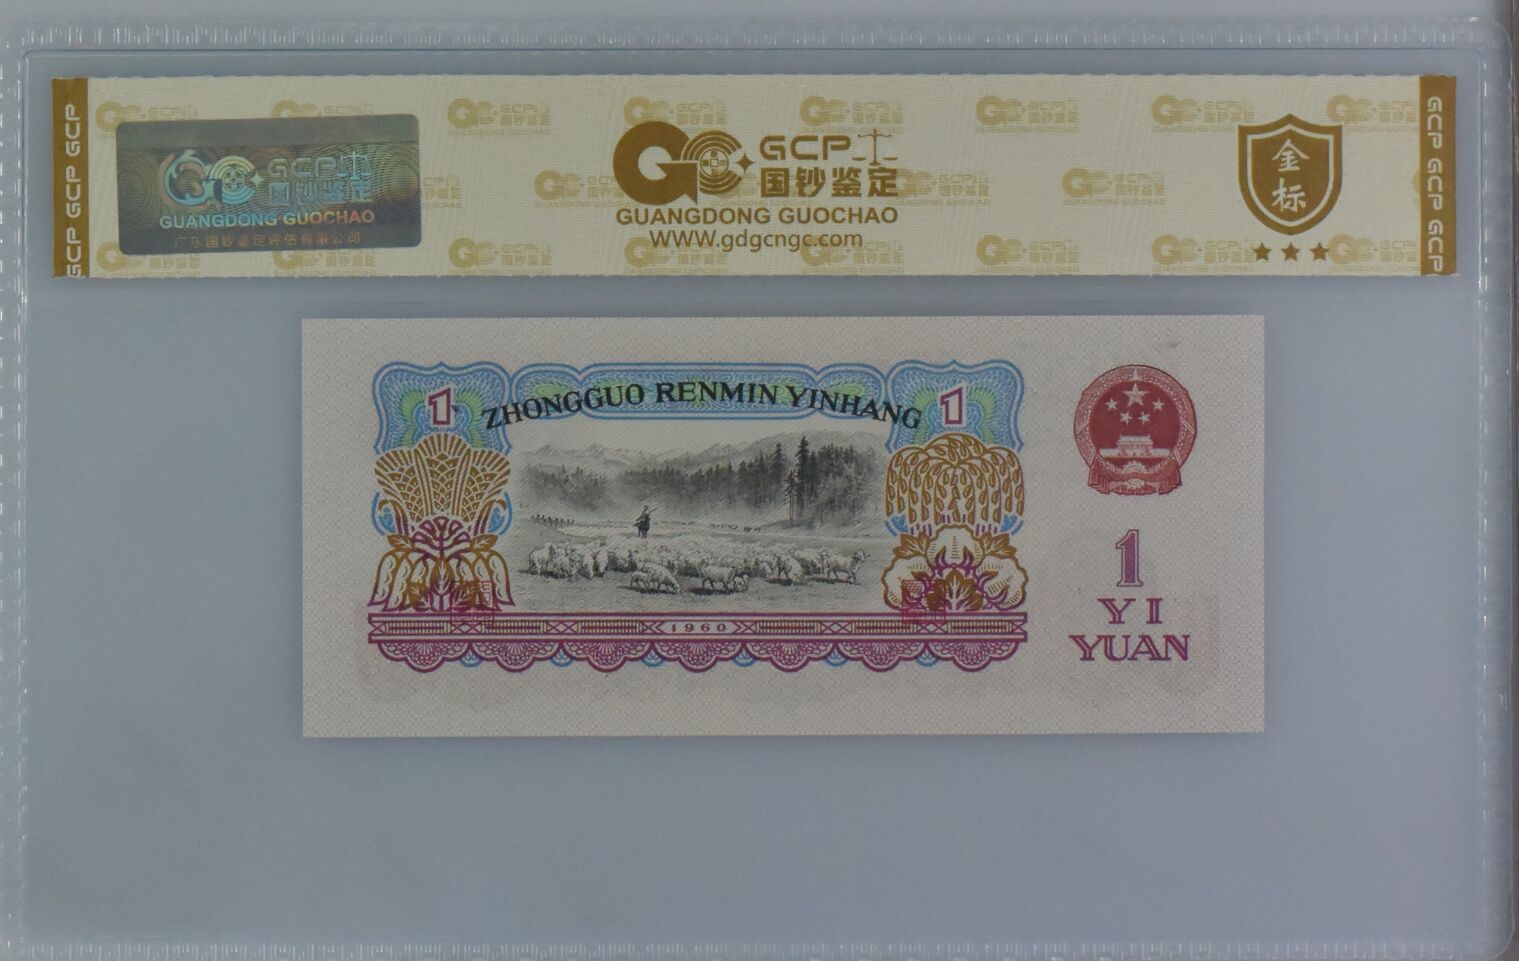 GCP GCP GCP
GCP
国钞鉴定
GUANGDONG GUOCHAO
广东国钞鉴定评估有限公司
GCP
国钞鉴定
GUANGDONG GUOCHAO
WWW.gdgcngc.com
金
标
GCP GCP GCP
1 ZHONGGUO RENMIN YINHANG 1
1960
1
YI
YUAN